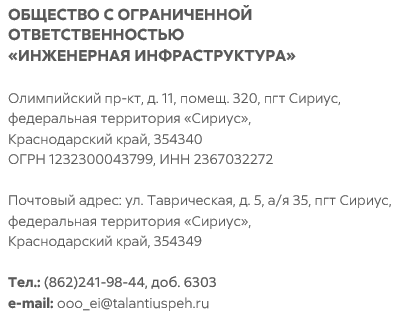 ОБЩЕСТВО С ОГРАНИЧЕННОЙ
ОТВЕТСТВЕННОСТЬЮ
«ИНЖЕНЕРНАЯ ИНФРАСТРУКТУРА»
Олимпийский пр-кт, д. 11, помещ. 320, пгт Сириус,
федеральная территория «Сириус»,
Краснодарский край, 354340
ОГРН 1232300043799, ИНН 2367032272
Почтовый адрес: ул. Таврическая, д. 5, а/я 35, пгт Сириус,
федеральная территория «Сириус»,
Краснодарский край, 354349
Тел.: (862)241-98-44, доб. 6303
e-mail: ooo_ei@talantiuspeh.ru